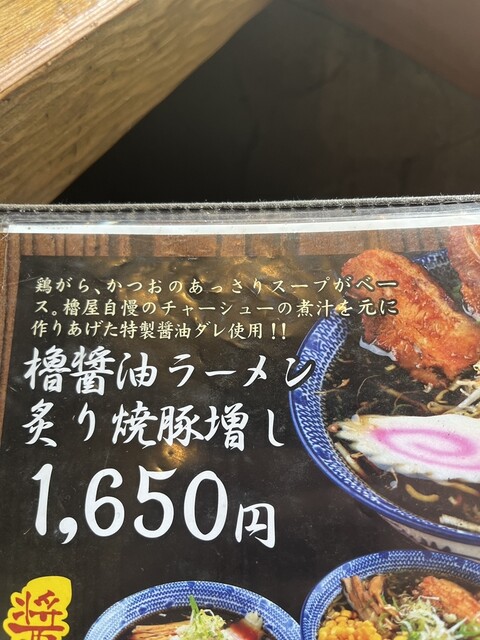 鶏がら、かつおのあっさりスープがベー
ス。櫓屋自慢のチャーシューの煮汁を元に
作りあげた特製醤油ダレ使用!!
櫓醤油ラーメン
炙り焼豚増し
1,650円